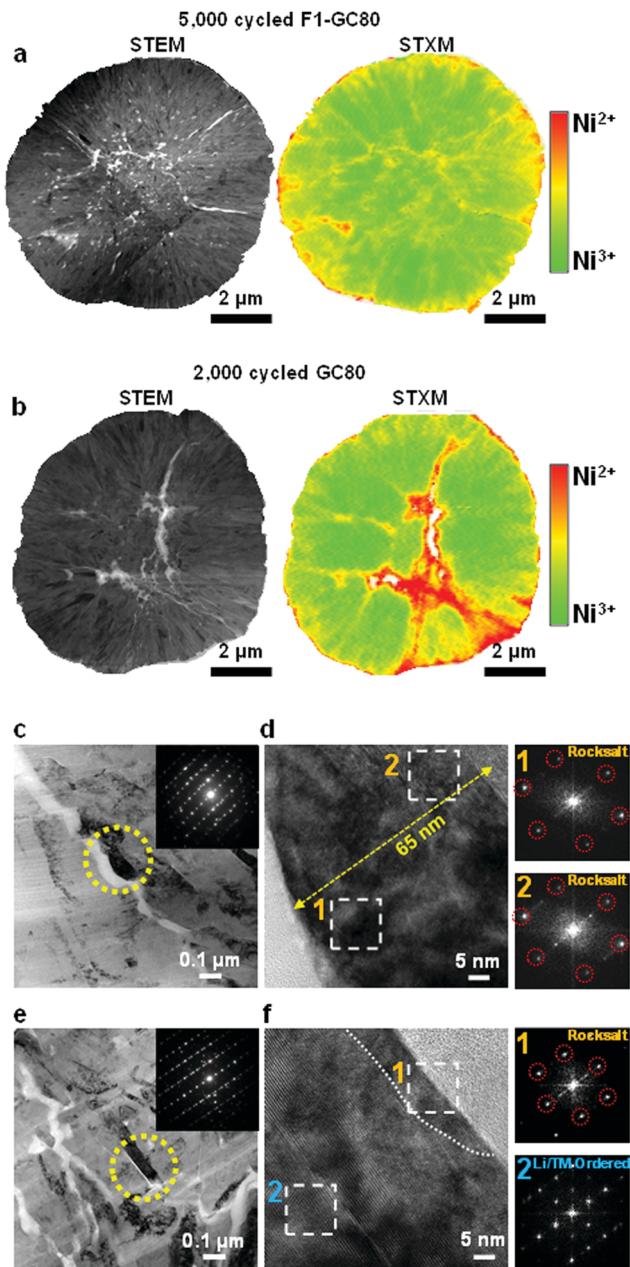 5,000 cycled F1-GC80
STEM STXM
a
Ni2+
Ni3+
2 µm 2 µm
2,000 cycled GC80
STEM STXM
b
Ni2+
Ni3+
2 µm 2 µm
c d
2
65 nm
1
0.1 µm 5 nm
1 Rocksalt
2 Rocksalt
e f
1
2
0.1 µm 5 nm
1 Rocksalt
2 Li/TM-Ordered